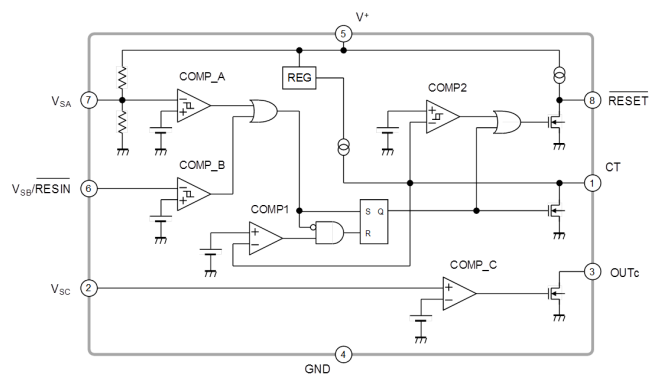 V+
5
REG
COMP_A
COMP2
7
VSA
−
+
+
−
8
RESET
COMP_B
CT
6
VSB/RESIN
−
+
1
COMP1
S Q
R
+
−
COMP_C
3
OUTc
2
VSC
+
−
4
GND